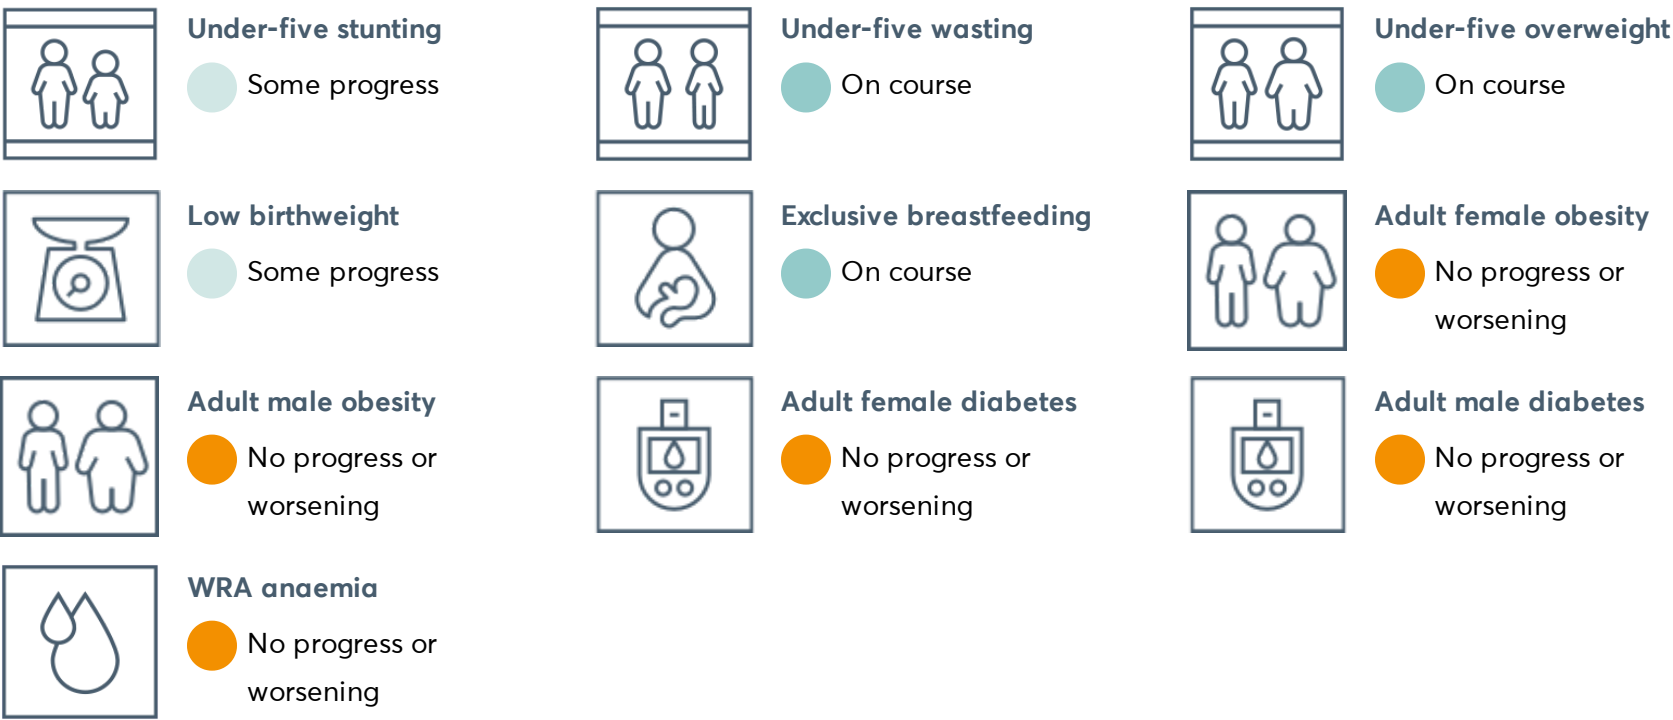 Under-five stunting
Some progress
Under-five wasting
On course
Under-five overweight
On course
Low birthweight
Some progress
Exclusive breastfeeding
On course
Adult female obesity
No progress or
worsening
Adult male obesity
No progress or
worsening
Adult female diabetes
No progress or
worsening
Adult male diabetes
No progress or
worsening
WRA anaemia
No progress or
worsening